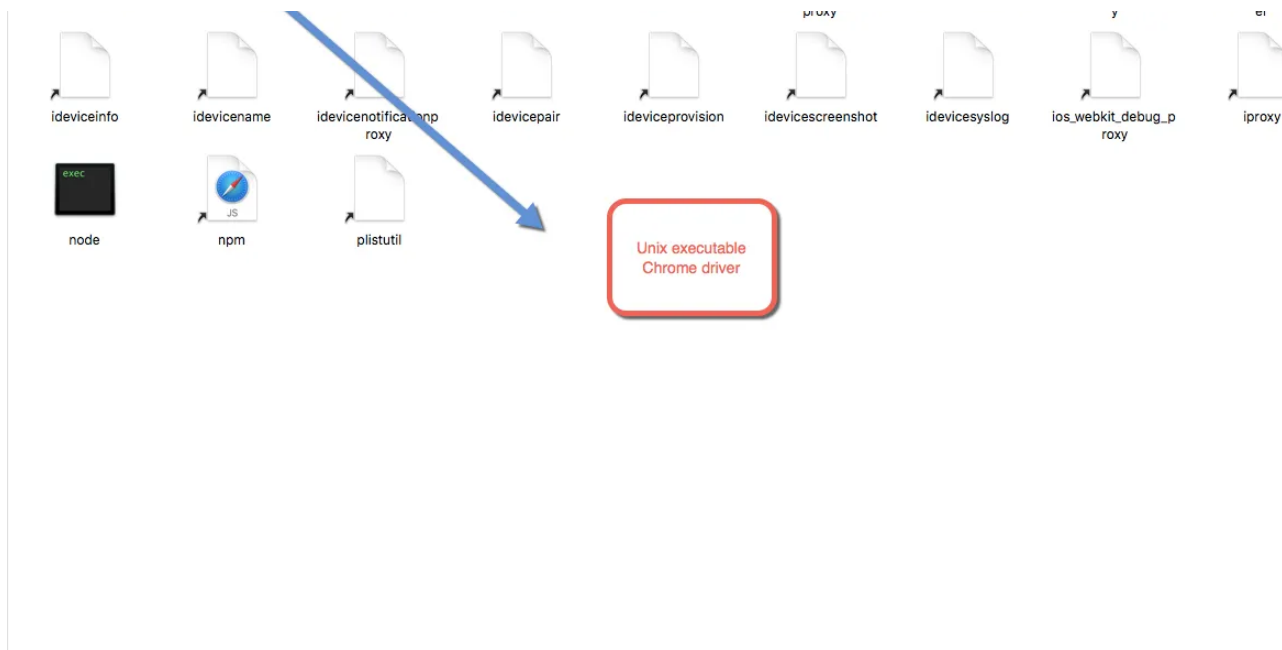 ideviceinfo idevicename idevicenotificationp idevicepair ideviceprovision idevicescreenshot idevicesyslog ios_webkit_debug_p iproxy
roxy roxy
exec
JS
node npm plistutil
Unix executable
Chrome driver